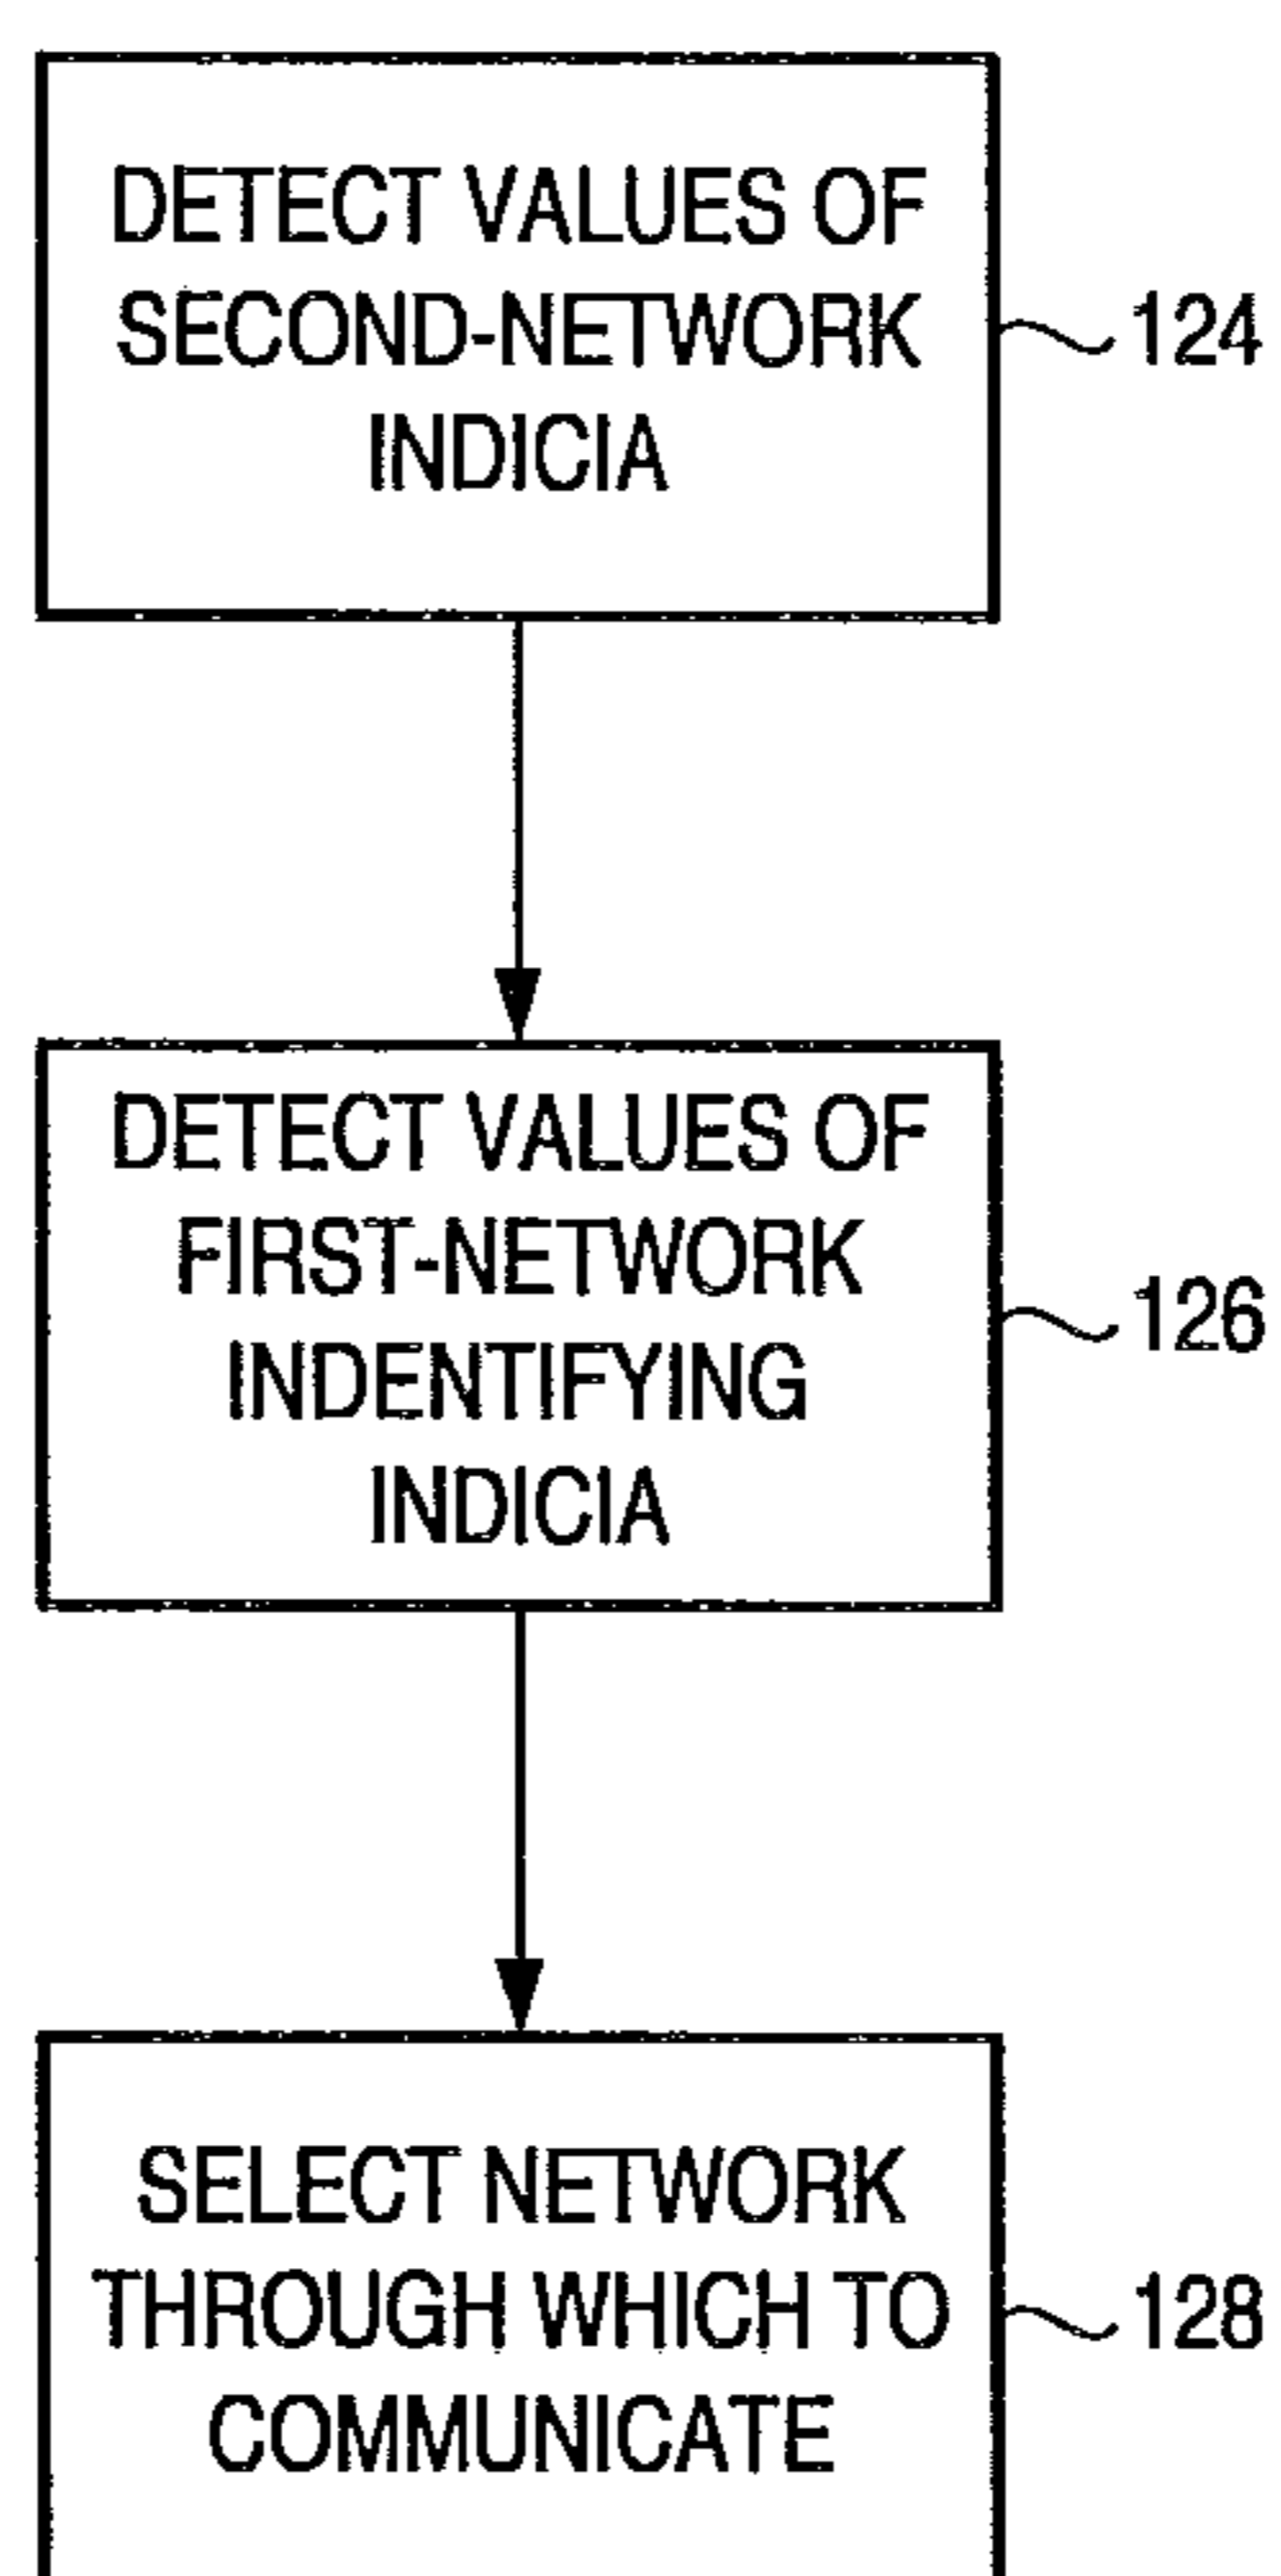 DETECT VALUES OF
SECOND-NETWORK
INDICIA
124
DETECT VALUES OF
FIRST-NETWORK
INDENTIFYING
INDICIA
126
SELECT NETWORK
THROUGH WHICH TO
COMMUNICATE
128